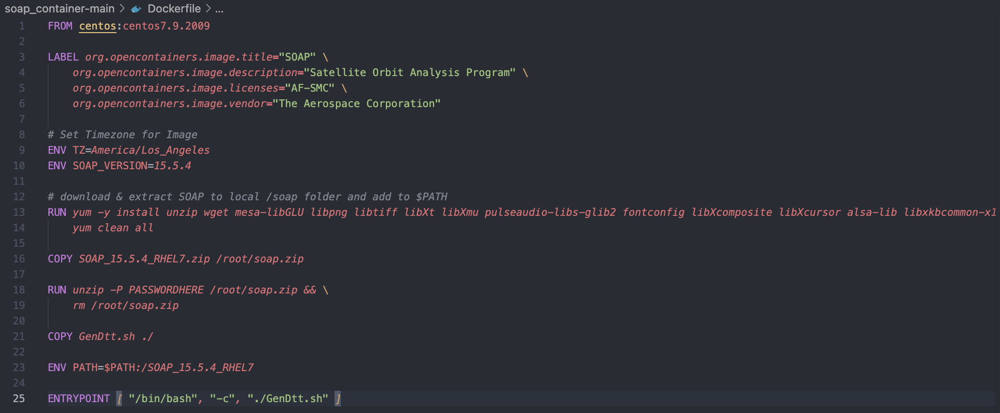 soap_container-main > Dockerfile > ...
1 FROM centos:centos7.9.2009
2
3 LABEL org.opencontainers.image.title="SOAP" \
4     org.opencontainers.image.description="Satellite Orbit Analysis Program" \
5     org.opencontainers.image.licenses="AF-SMC" \
6     org.opencontainers.image.vendor="The Aerospace Corporation"
7
8 # Set Timezone for Image
9 ENV TZ=America/Los_Angeles
10 ENV SOAP_VERSION=15.5.4
11
12 # download & extract SOAP to local /soap folder and add to $PATH
13 RUN yum -y install unzip wget mesa-libGLU libpng libtiff libXt libXmu pulseaudio-libs-glib2 fontconfig libXcomposite libXcursor alsa-lib libxkbcommon-x1
14     yum clean all
15
16 COPY SOAP_15.5.4_RHEL7.zip /root/soap.zip
17
18 RUN unzip -P PASSWORDHERE /root/soap.zip && \
19     rm /root/soap.zip
20
21 COPY GenDtt.sh ./
22
23 ENV PATH=$PATH:/SOAP_15.5.4_RHEL7
24
25 ENTRYPOINT [ "/bin/bash", "-c", "./GenDtt.sh" ]